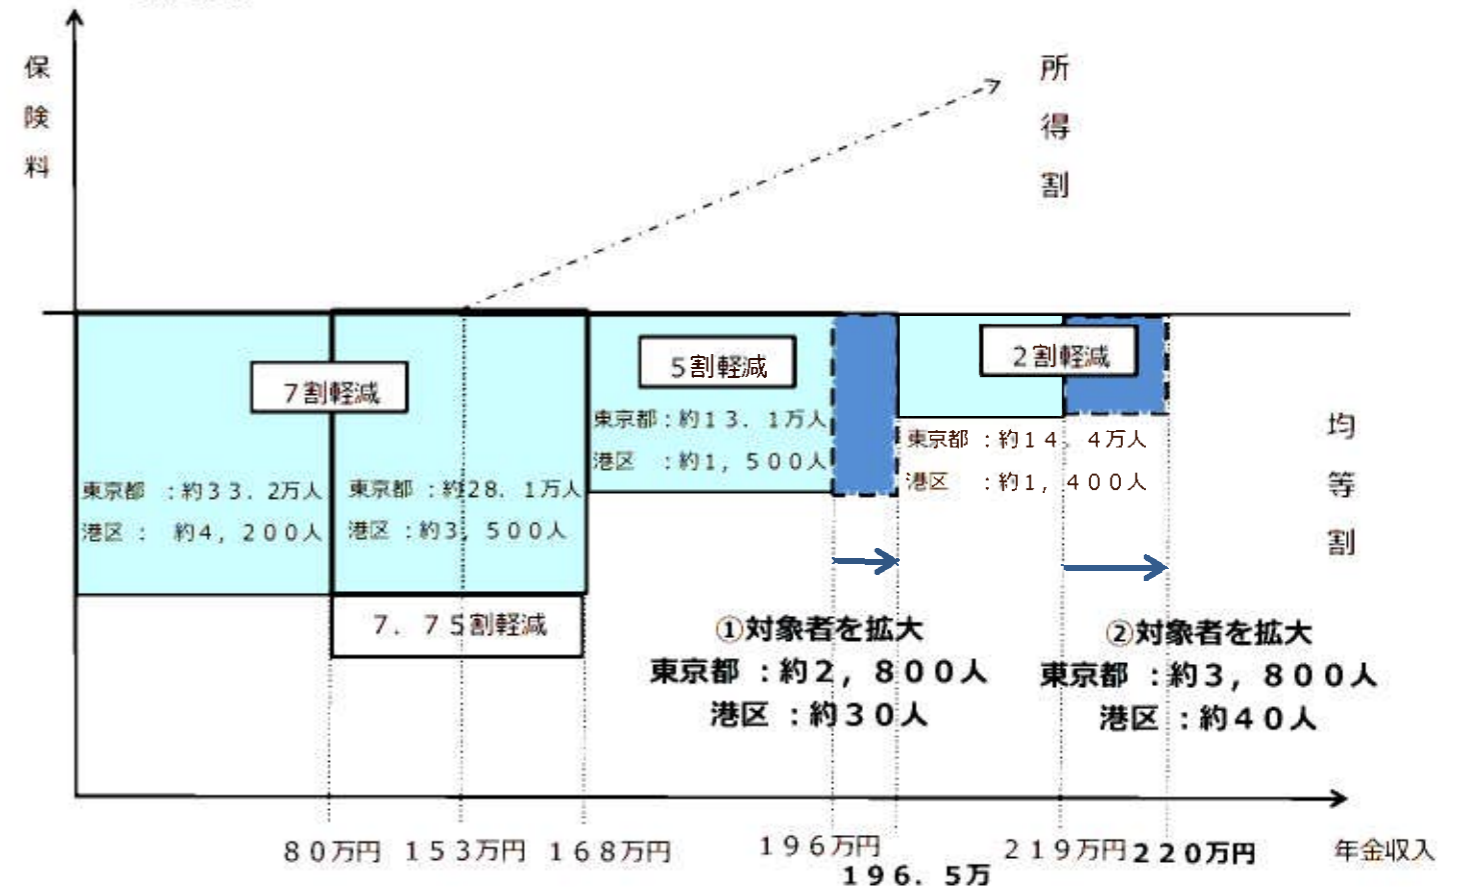 保険料
所得割
7割軽減
5割軽減
2割軽減
東京都：約13．1万人
港区　：約1，500人
東京都：約14．4万人
港区　：約1，400人
均等割
東京都　：約33．2万人
港区：　約4，200人
東京都：約28．1万人
港区：約3，500人
7．75割軽減
①対象者を拡大
東京都：約2，800人
港区：約30人
②対象者を拡大
東京都：約3，800人
港区：約40人
80万円
153万円
168万円
196万円
196．5万
219万円
220万円
年金収入